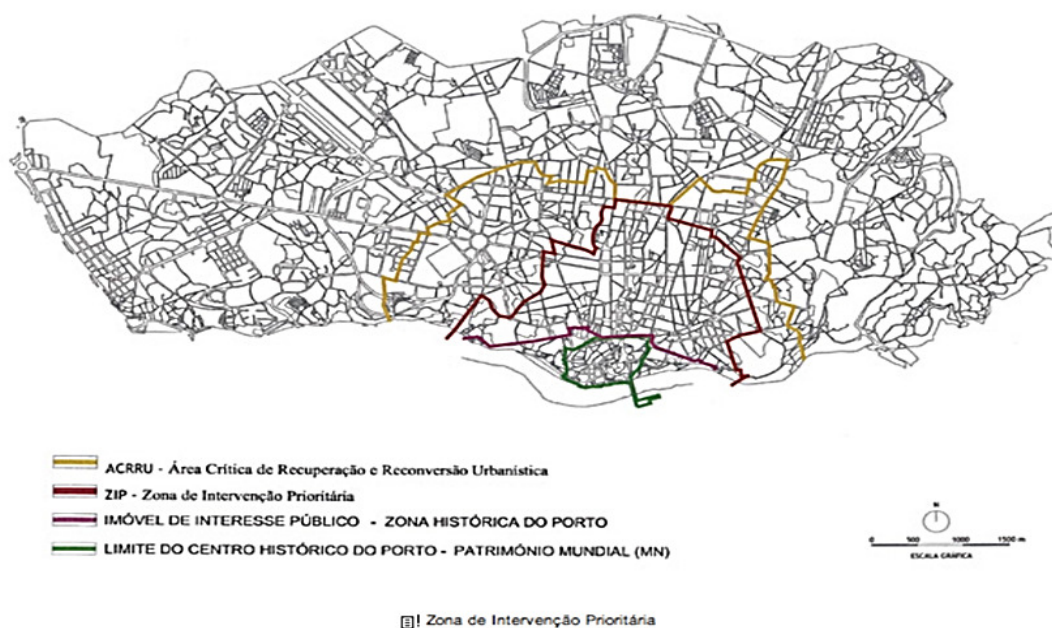 ACRRU - Área Crítica de Recuperação e Reconversão Urbanística
ZIP - Zona de Intervenção Prioritária
IMÓVEL DE INTERESSE PÚBLICO - ZONA HISTÓRICA DO PORTO
LIMITE DO CENTRO HISTÓRICO DO PORTO - PATRIMÓNIO MUNDIAL (MN)
N
0 500 1000 1500 m
ESCALA GRÁFICA
! Zona de Intervenção Prioritária